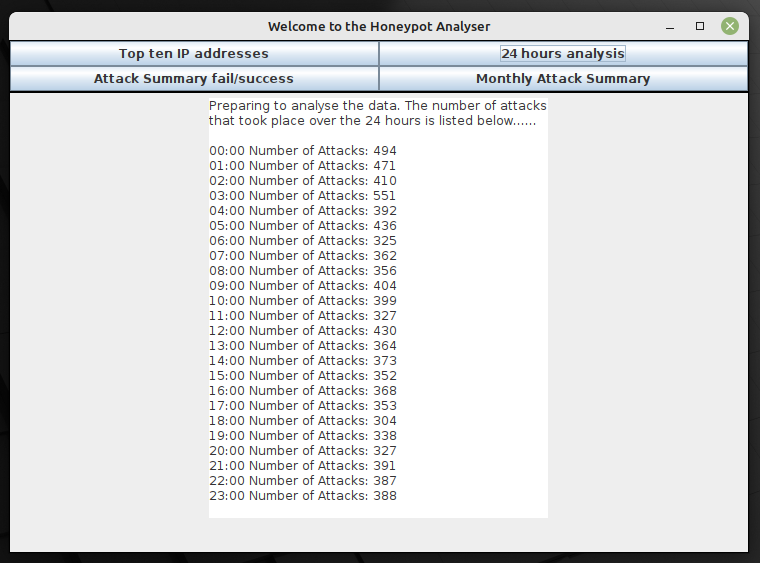 Welcome to the Honeypot Analyser
Top ten IP addresses
24 hours analysis
Attack Summary fail/success
Monthly Attack Summary
Preparing to analyse the data. The number of attacks
that took place over the 24 hours is listed below......
00:00 Number of Attacks: 494
01:00 Number of Attacks: 471
02:00 Number of Attacks: 410
03:00 Number of Attacks: 551
04:00 Number of Attacks: 392
05:00 Number of Attacks: 436
06:00 Number of Attacks: 325
07:00 Number of Attacks: 362
08:00 Number of Attacks: 356
09:00 Number of Attacks: 404
10:00 Number of Attacks: 399
11:00 Number of Attacks: 327
12:00 Number of Attacks: 430
13:00 Number of Attacks: 364
14:00 Number of Attacks: 373
15:00 Number of Attacks: 352
16:00 Number of Attacks: 368
17:00 Number of Attacks: 353
18:00 Number of Attacks: 304
19:00 Number of Attacks: 338
20:00 Number of Attacks: 327
21:00 Number of Attacks: 391
22:00 Number of Attacks: 387
23:00 Number of Attacks: 388